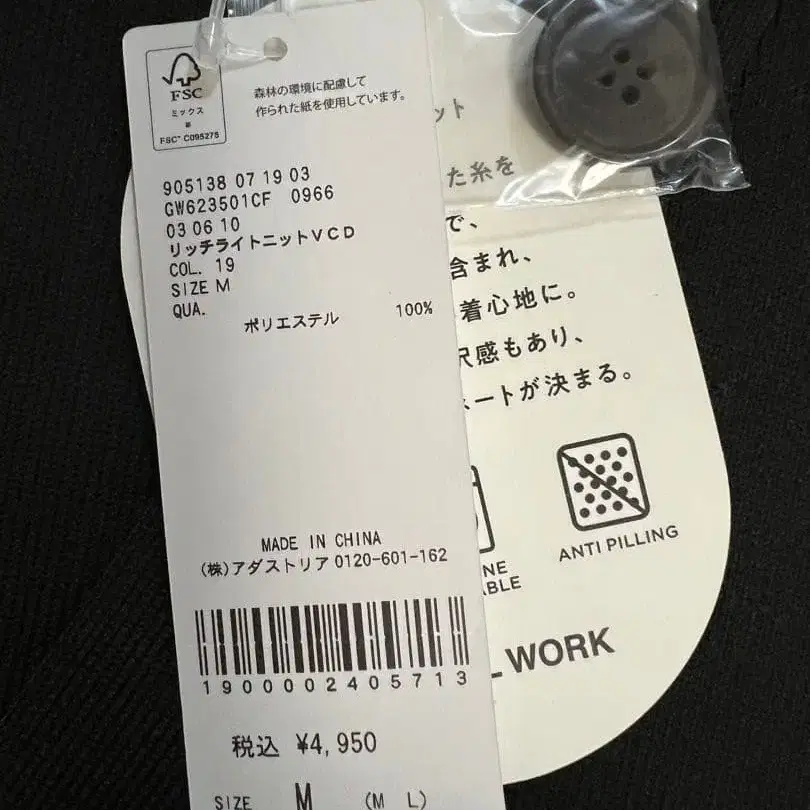 FSC
ミックス
紙
FSC™ C095275
森林の環境に配慮して
作られた紙を使用しています。
905138 07 19 03
GW623501CF 0966
03 06 10
リッチライトニットVCD
COL. 19
SIZE M
QUA.
ポリエステル 100%
MADE IN CHINA
(株)アダストリア 0120-601-162
1900002405713
税込 ¥4,950
SIZE M (M L)
ット
た糸を
で、
含まれ、
着心地に。
沢感もあり、
ネートが決まる。
NE
ABLE
ANTI PILLING
WORK